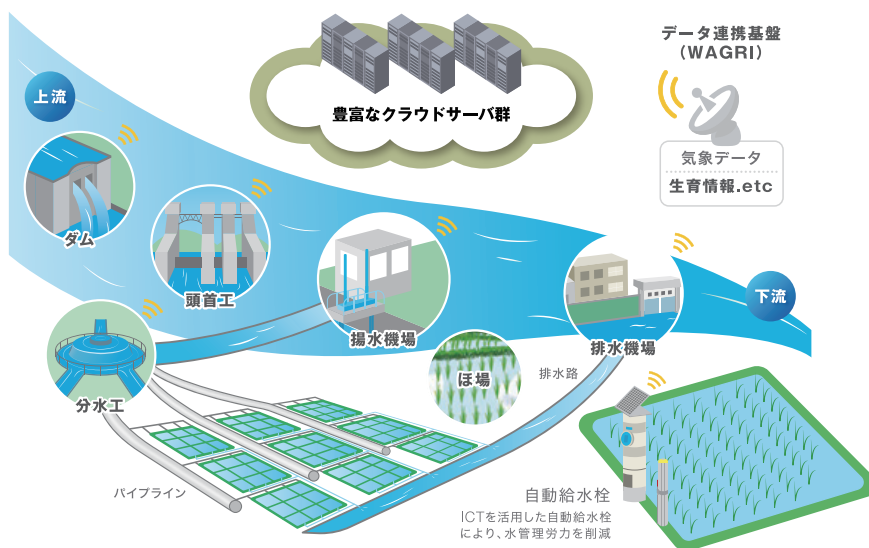 データ連携基盤
(WAGRI)
豊富なクラウドサーバ群
上流
気象データ
生育情報.etc
ダム
頭首工
下流
揚水機場
排水機場
ほ場
排水路
分水工
パイプライン
自動給水栓
ICTを活用した自動給水栓
により、水管理労力を削減